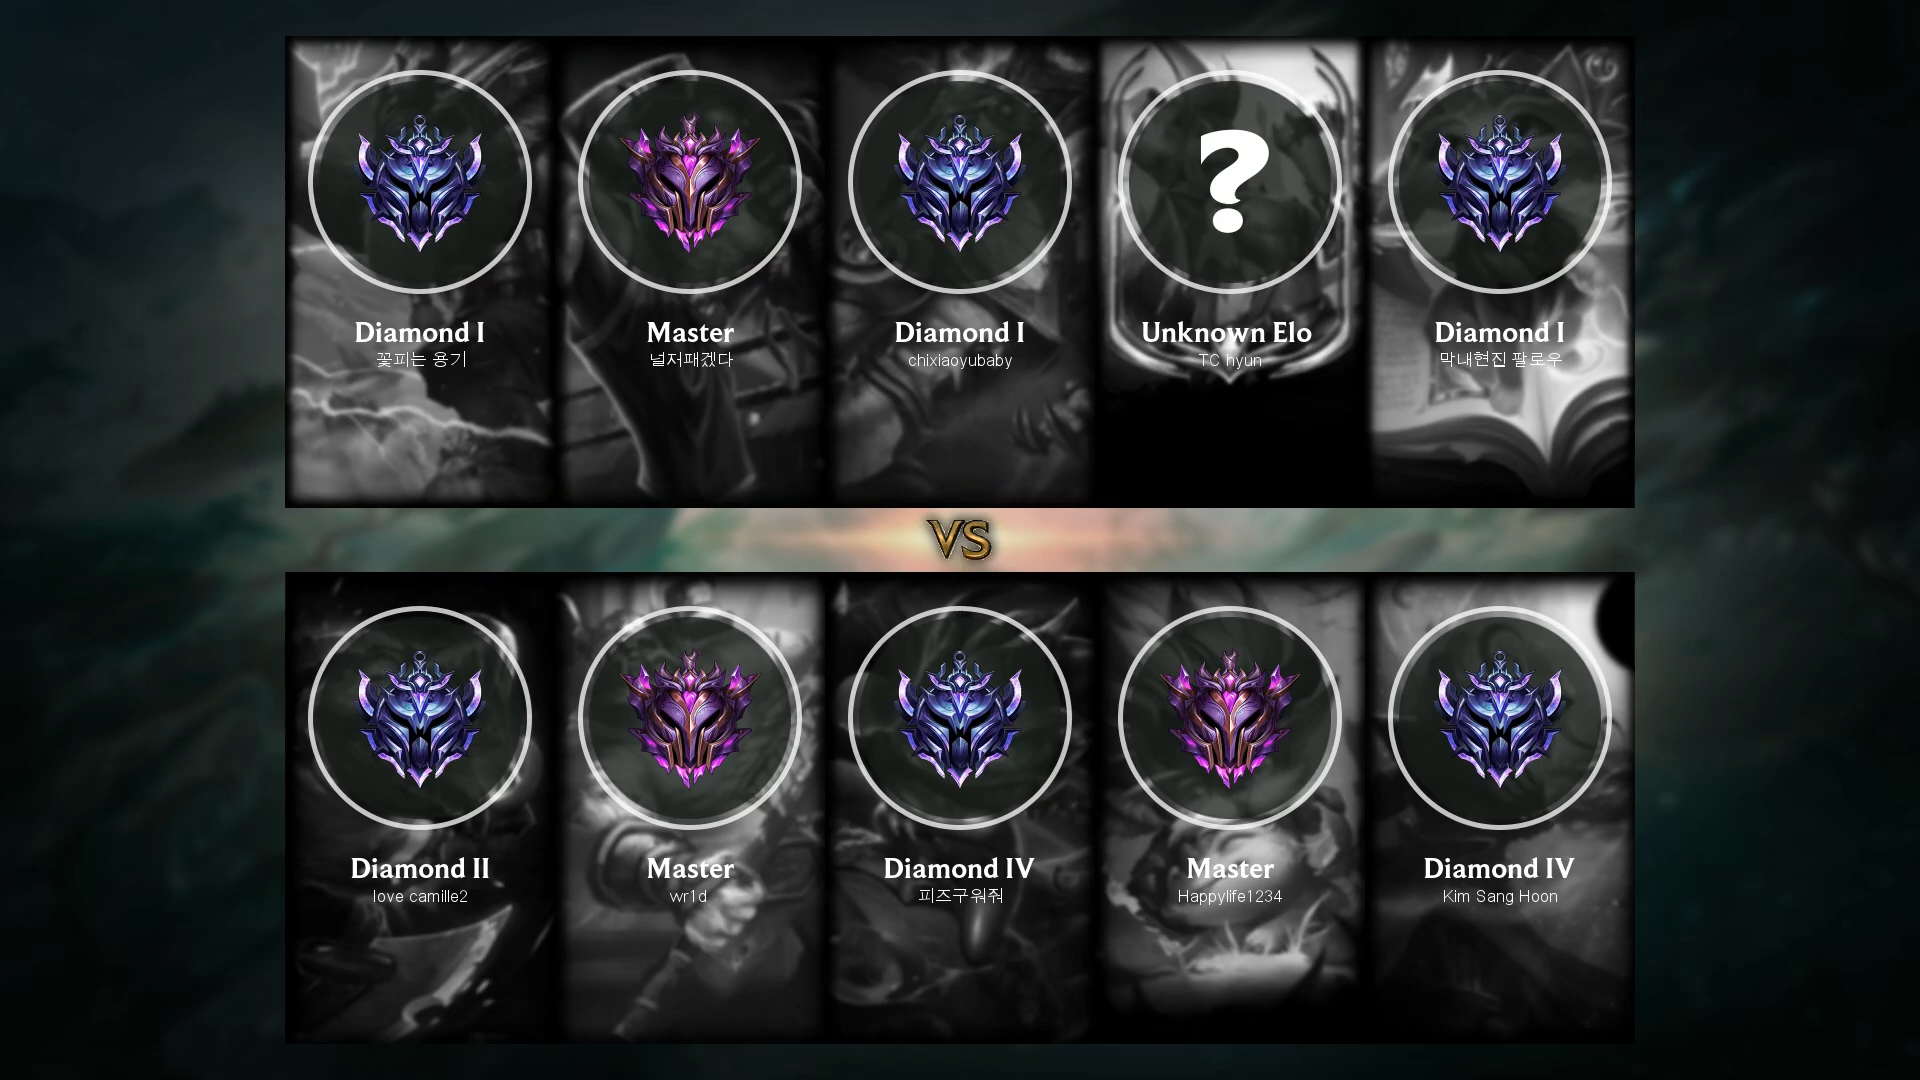 Diamond I
꽃피는 용기
Master
널저패겠다
Diamond I
chixiaoyubaby
?
Unknown Elo
TC hyun
Diamond I
막내현진 팔로우
VS
Diamond II
love camille2
Master
wr1d
Diamond IV
피즈구워줘
Master
Happylife1234
Diamond IV
Kim Sang Hoon